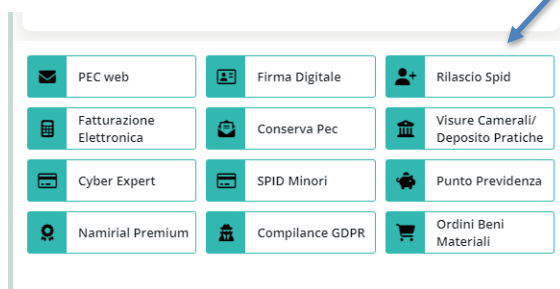 PEC web
Firma Digitale
Rilascio Spid
Fatturazione
Elettronica
Conserva Pec
Visure Camerali/
Deposito Pratiche
Cyber Expert
SPID Minori
Punto Previdenza
Namirial Premium
Compilance GDPR
Ordini Beni
Materiali